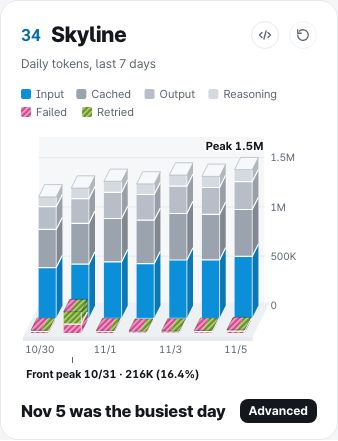 34 Skyline
Daily tokens, last 7 days
Input Cached Output Reasoning
Failed Retried
Peak 1.5M
1.5M
1M
500K
0
10/30 11/1 11/3 11/5
Front peak 10/31 · 216K (16.4%)
Nov 5 was the busiest day Advanced